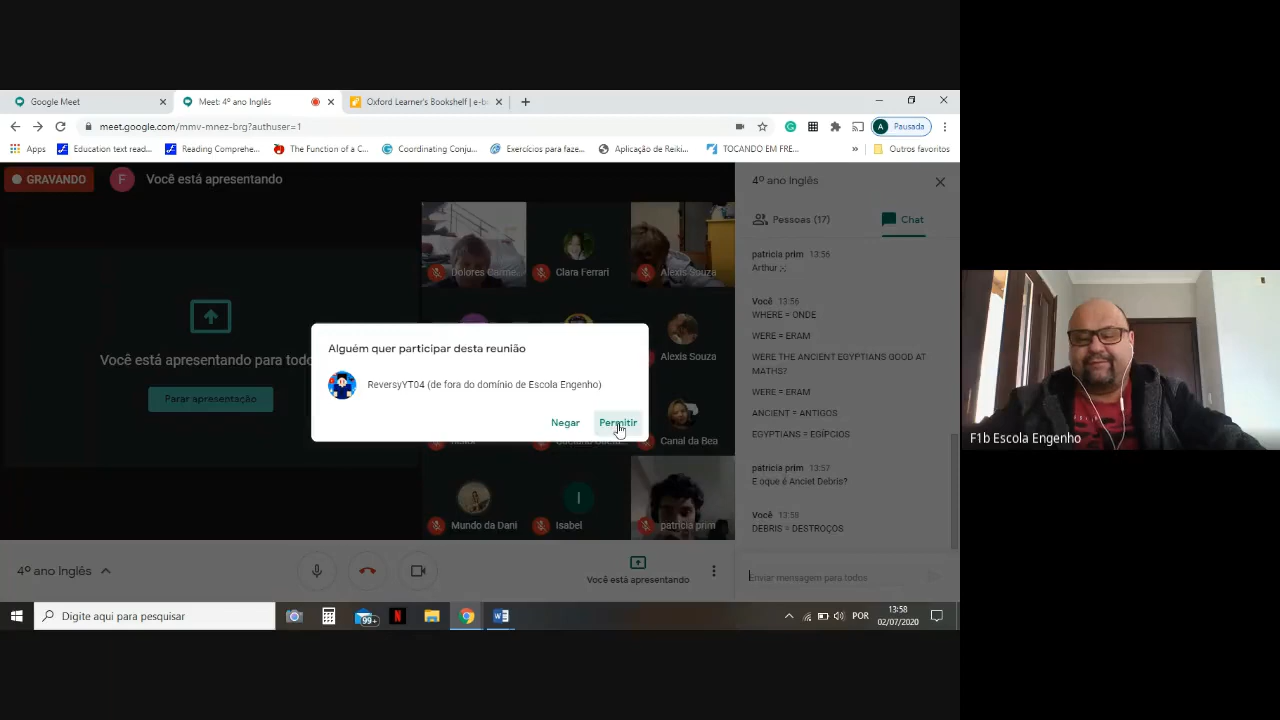 Google Meet
Meet: 4º ano Inglês
Oxford Learner's Bookshelf | e-b
meet.google.com/mmv-mnez-brg?authuser=1
A Pausada
Apps
Education text read...
Reading Comprehe...
The Function of a C...
Coordinating Conju...
Exercícios para faze...
Aplicação de Reiki...
TOCANDO EM FRE...
»
Outros favoritos
GRAVANDO
F
Você está apresentando
4º ano Inglês
Pessoas (17)
Chat
Você está apresentando para todo
Parar apresentação
Dolores Carme...
Clara Ferrari
Alexis Souza
Alexis Souza
Canal da Bea
Mundo da Dani
I
Isabel
patricia prim
Alguém quer participar desta reunião
ReversyYT04 (de fora do domínio de Escola Engenho)
Negar
Permitir
patricia prim 13:56
Arthur ;-;
Você 13:56
WHERE = ONDE
WERE = ERAM
WERE THE ANCIENT EGYPTIANS GOOD AT
MATHS?
WERE = ERAM
ANCIENT = ANTIGOS
EGYPTIANS = EGÍPCIOS
patricia prim 13:57
E oque é Anciet Debris?
Você 13:58
DEBRIS = DESTROÇOS
Enviar mensagem para todos
4º ano Inglês
Você está apresentando
F1b Escola Engenho
Digite aqui para pesquisar
99+
N
W
POR
13:58
02/07/2020